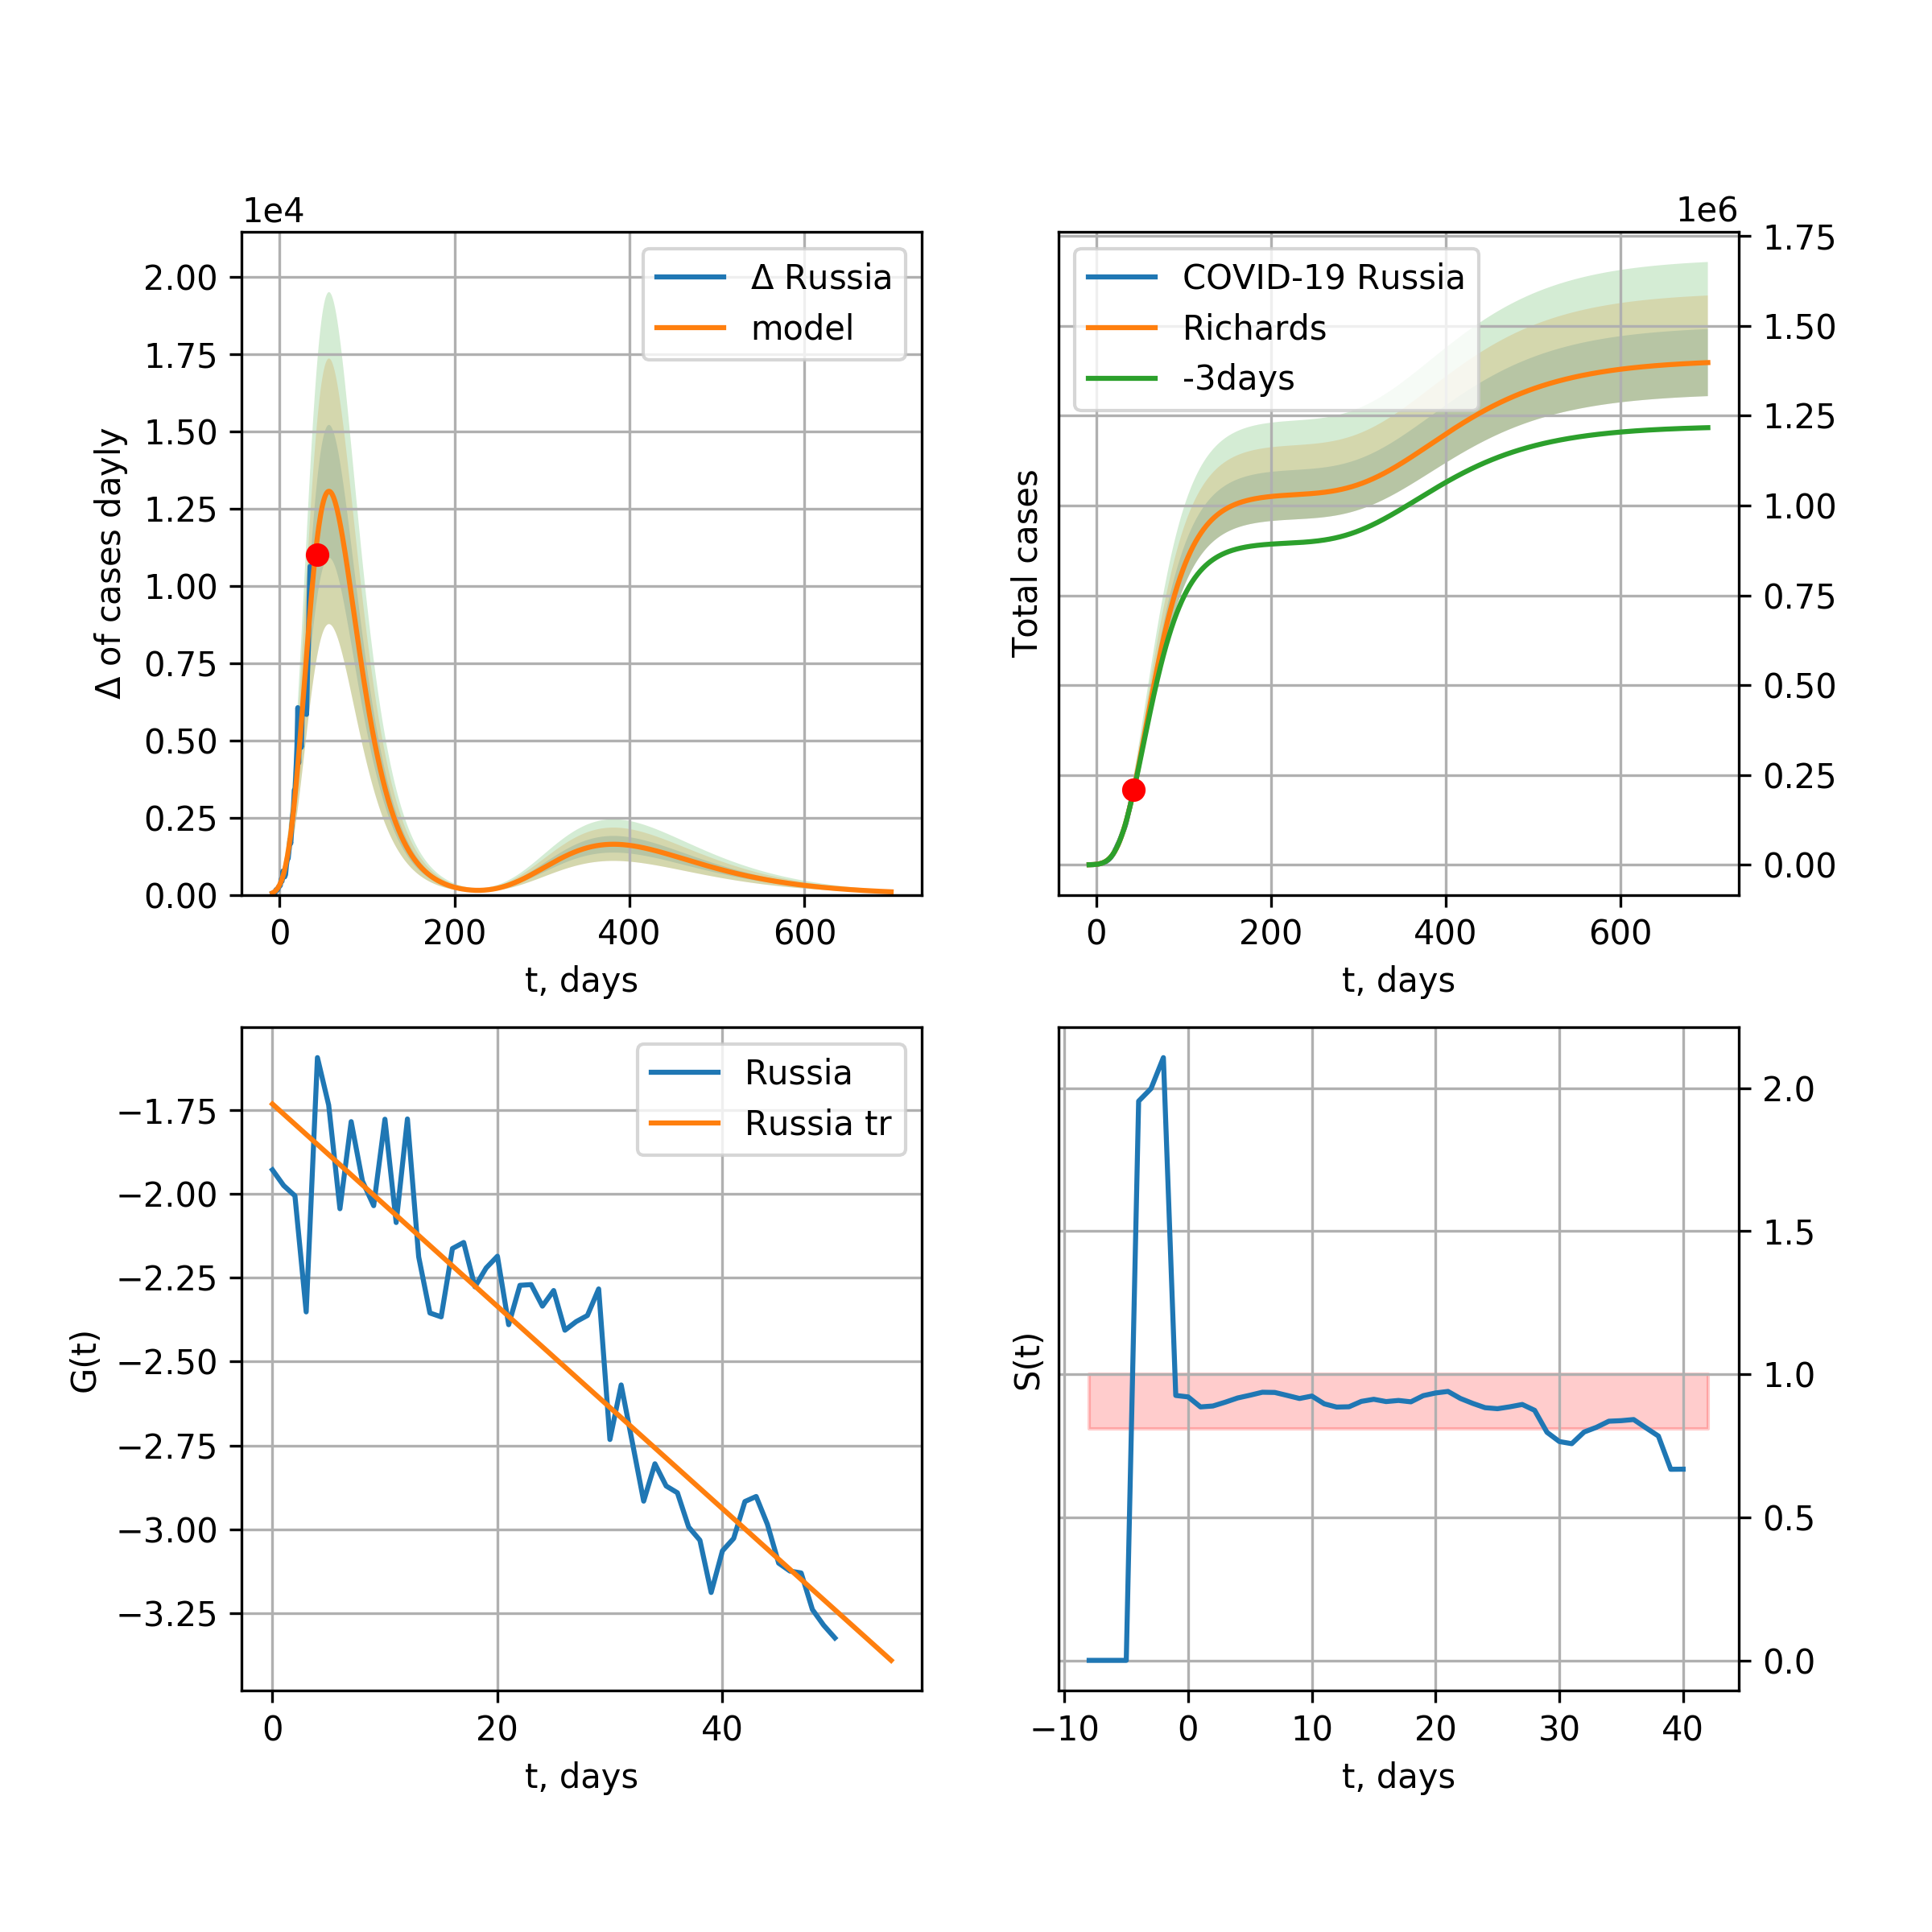 1e4
2.00
1.75
1.50
1.25
1.00
0.75
0.50
0.25
0.00
Δ of cases dayly
Δ Russia
model
0 200 400 600
t, days
1e6
1.75
1.50
1.25
1.00
0.75
0.50
0.25
0.00
Total cases
COVID-19 Russia
Richards
-3days
0 200 400 600
t, days
−1.75
−2.00
−2.25
−2.50
−2.75
−3.00
−3.25
G(t)
Russia
Russia tr
0 20 40
t, days
2.0
1.5
1.0
0.5
0.0
S(t)
−10 0 10 20 30 40
t, days